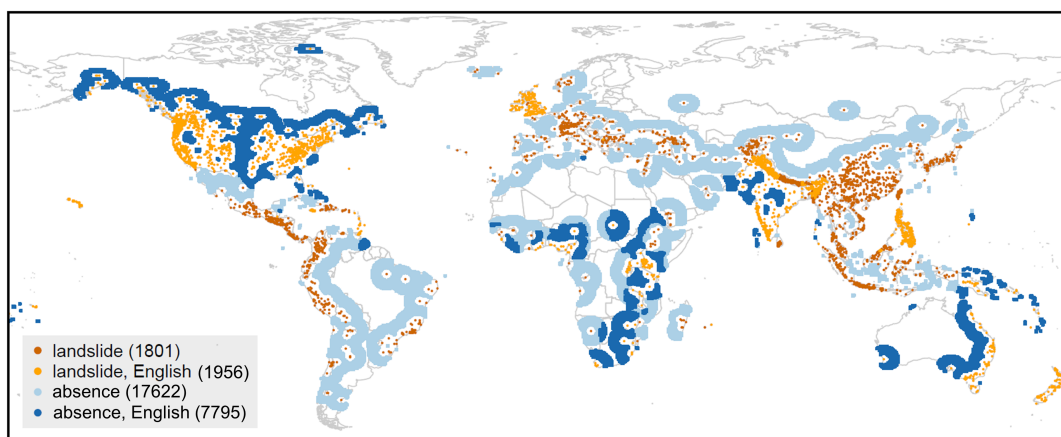 landslide (1801)
landslide, English (1956)
absence (17622)
absence, English (7795)